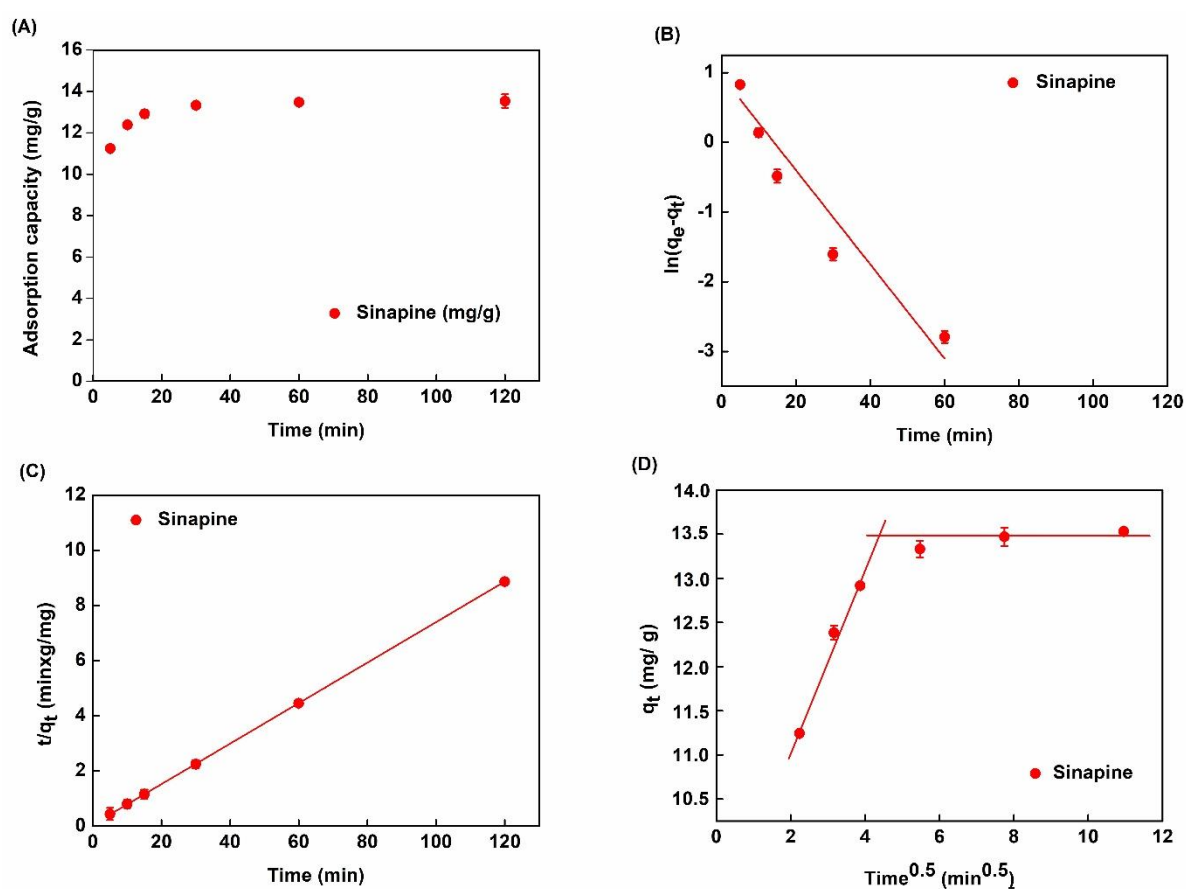 (A)
16
14
12
10
8
6
4
2
0
Adsorption capacity (mg/g)
Sinapine (mg/g)
0 20 40 60 80 100 120
Time (min)
(B)
1
0
-1
-2
-3
ln(qe-qt)
Sinapine
0 20 40 60 80 100 120
Time (min)
(C)
12
10
8
6
4
2
0
t/qt (minxg/mg)
Sinapine
0 20 40 60 80 100 120
Time (min)
(D)
14.0
13.5
13.0
12.5
12.0
11.5
11.0
10.5
qt (mg/ g)
Sinapine
0 2 4 6 8 10 12
Time0.5 (min0.5)